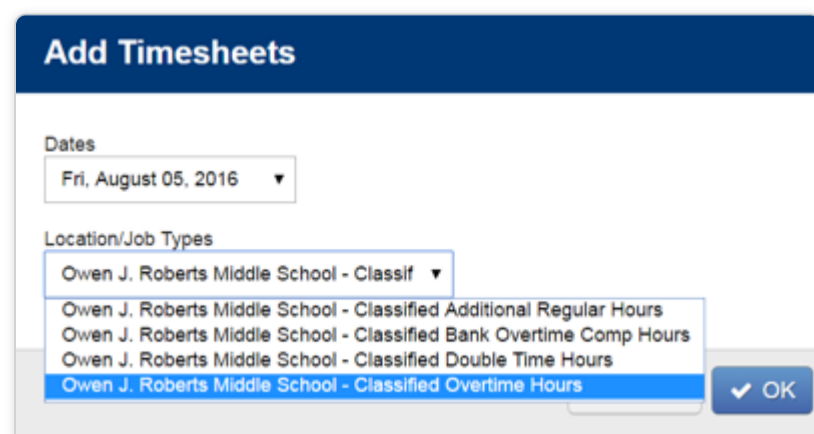 Add Timesheets
Dates
Fri, August 05, 2016
Location/Job Types
Owen J. Roberts Middle School - Classif
Owen J. Roberts Middle School - Classified Additional Regular Hours
Owen J. Roberts Middle School - Classified Bank Overtime Comp Hours
Owen J. Roberts Middle School - Classified Double Time Hours
Owen J. Roberts Middle School - Classified Overtime Hours
OK